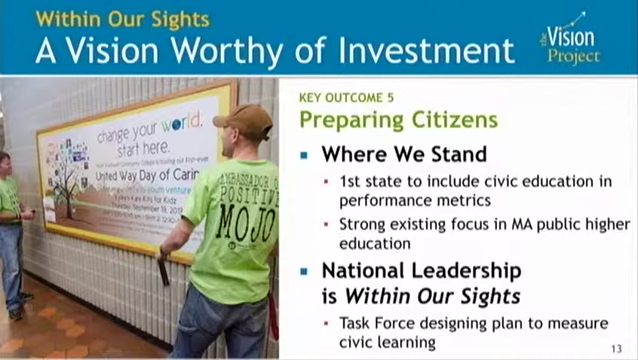 Within Our Sights
A Vision Worthy of Investment
the Vision
Project
KEY OUTCOME 5
Preparing Citizens
Where We Stand
1st state to include civic education in
performance metrics
Strong existing focus in MA public higher
education
National Leadership
is Within Our Sights
Task Force designing plan to measure
civic learning
13
change your world.
start here.
United Way Day of Carin
AMBASSADOR OF
POSITIVE
MOJO